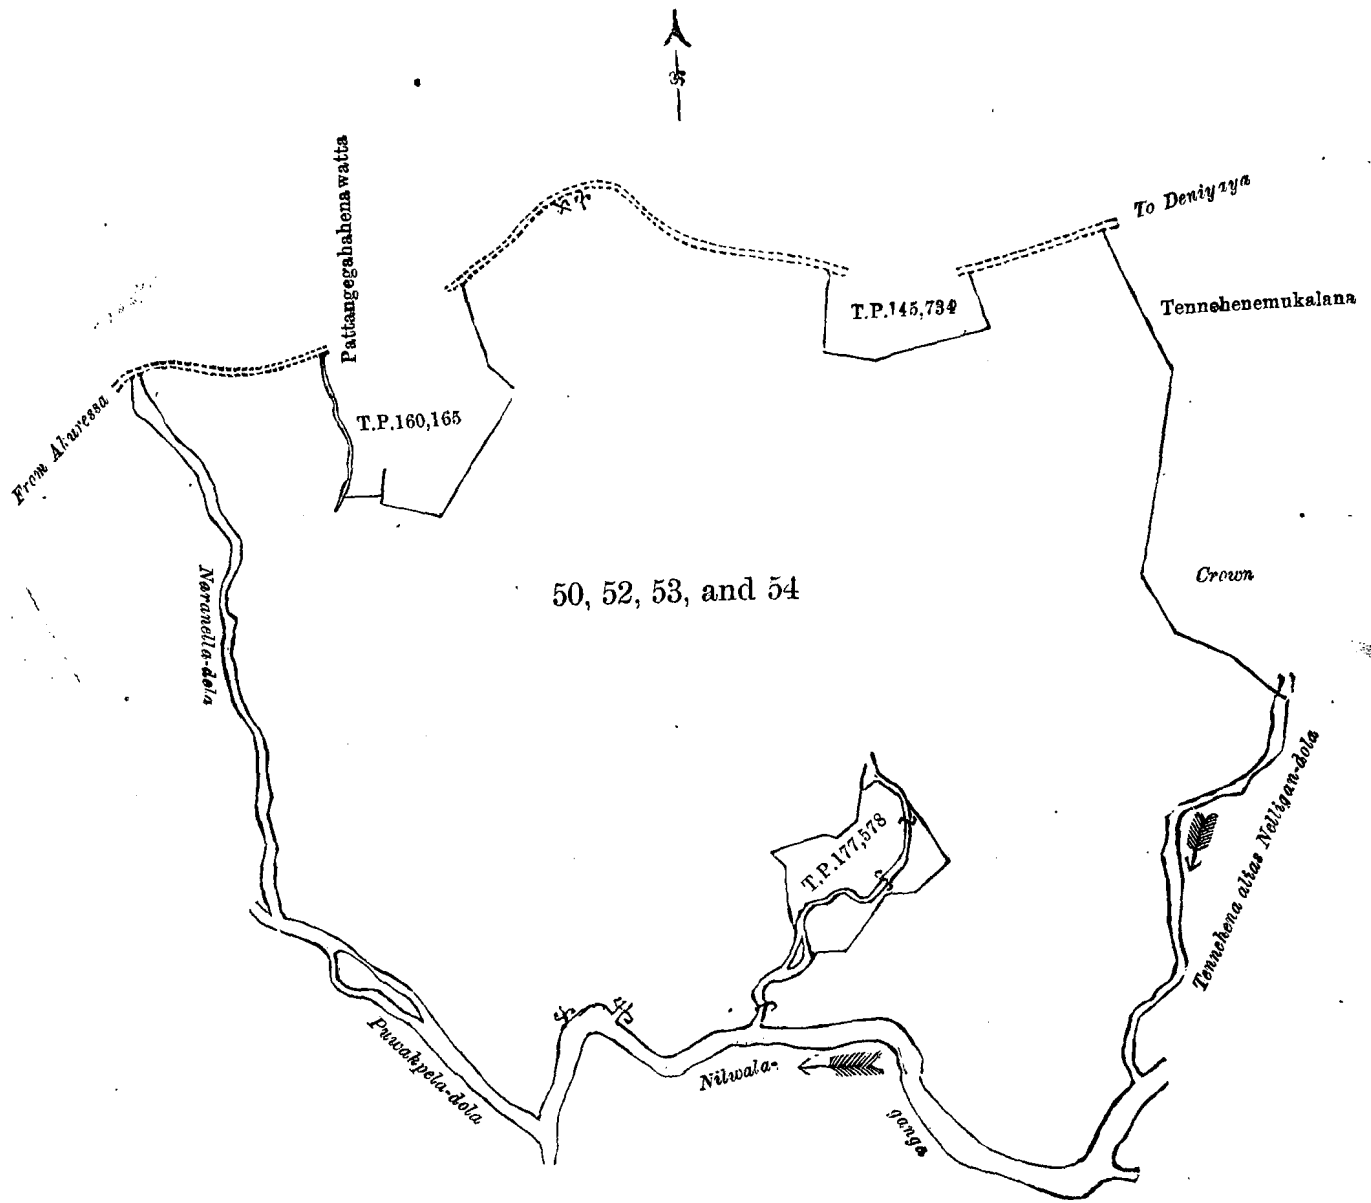 To Deniyaya
Pattangegahahenawatta
Tennehenemukalana
T.P.145,734
From Akuressa
T.P.160,165
Crown
50, 52, 53, and 54
Naranella-dola
T.P.177,578
Tennehena alias Nelligan-dola
Puwakpela-dola
Nilwala-
ganga